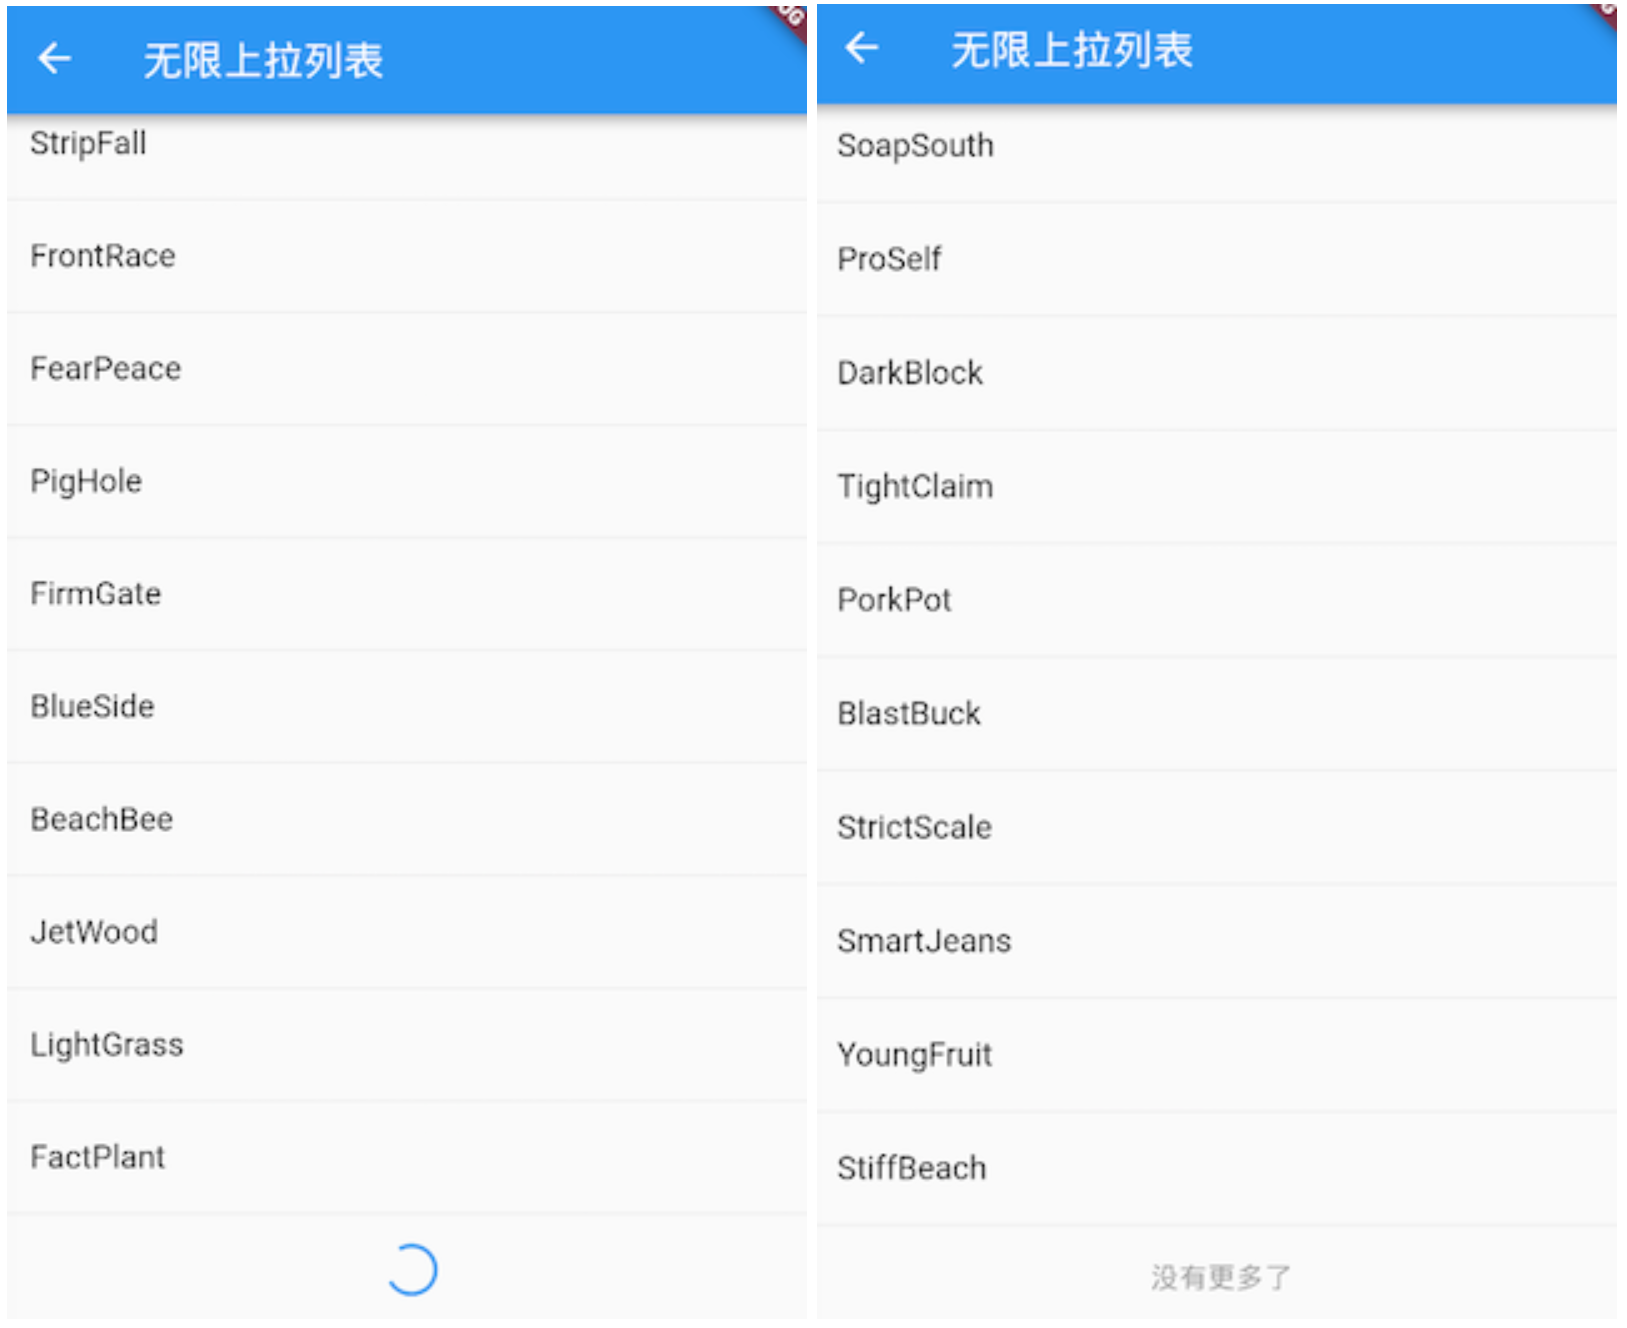 无限上拉列表
StripFall
FrontRace
FearPeace
PigHole
FirmGate
BlueSide
BeachBee
JetWood
LightGrass
FactPlant
无限上拉列表
SoapSouth
ProSelf
DarkBlock
TightClaim
PorkPot
BlastBuck
StrictScale
SmartJeans
YoungFruit
StiffBeach
没有更多了